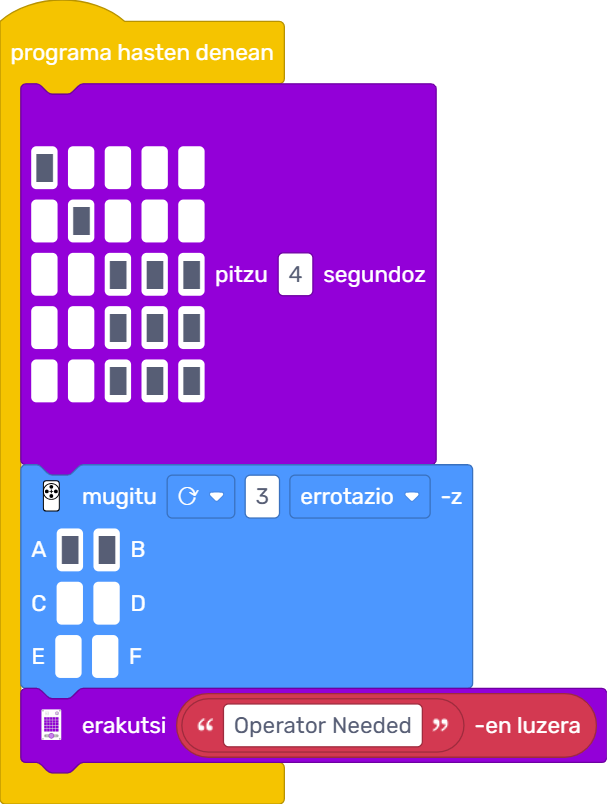 programa hasten denean
pitzu 4 segundoz
mugitu 3 errotazio -z
A B
C D
E F
erakutsi “ Operator Needed ” -en luzera